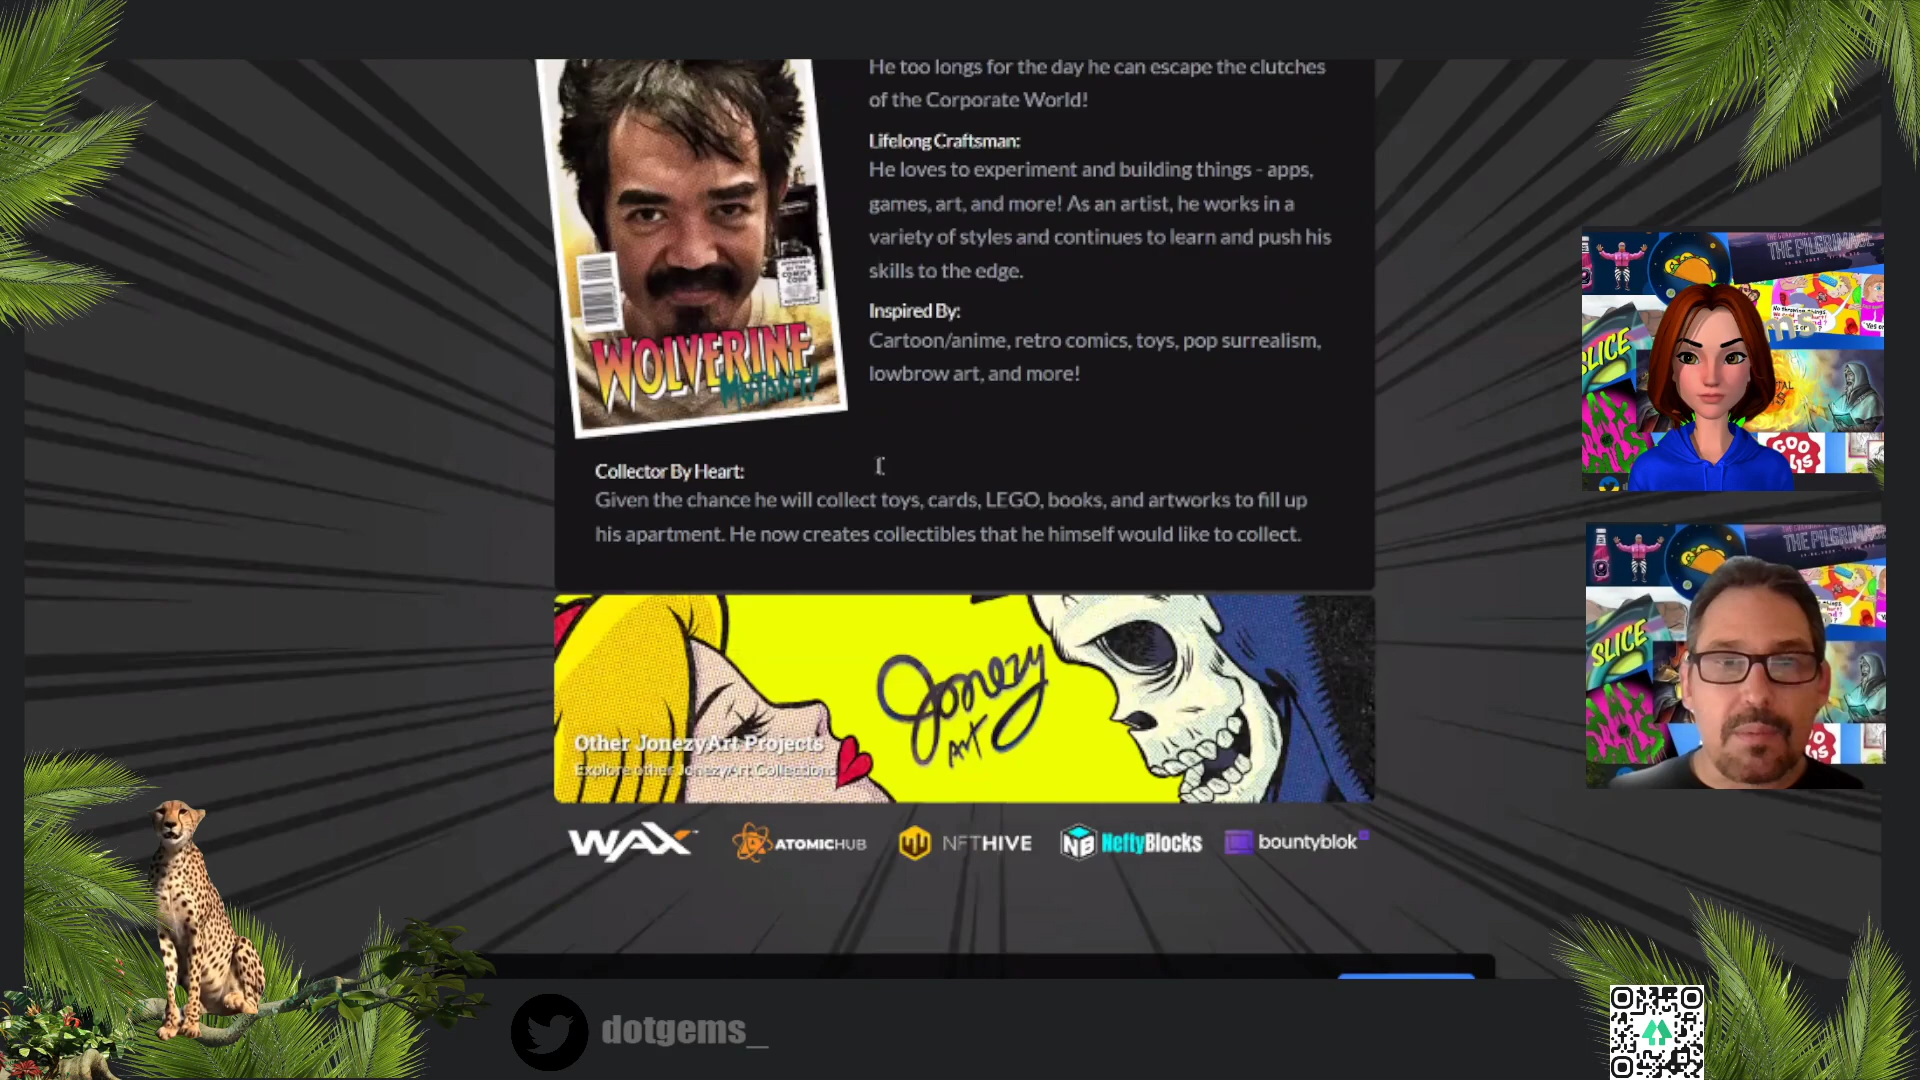 He too longs for the day he can escape the clutches
of the Corporate World!
Lifelong Craftsman:
He loves to experiment and building things - apps,
games, art, and more! As an artist, he works in a
variety of styles and continues to learn and push his
skills to the edge.
Inspired By:
Cartoon/anime, retro comics, toys, pop surrealism,
lowbrow art, and more!
WOLVERINE
MUTANT!
Collector By Heart:
Given the chance he will collect toys, cards, LEGO, books, and artworks to fill up
his apartment. He now creates collectibles that he himself would like to collect.
Jonezy
Art
Other JonezyArt Projects
Explore other JonezyArt Collections
WAX
ATOMICHUB
NFTHIVE
NB NeftyBlocks
bountyblok
dotgems_
THE PILGRIMAGE
SLICE
GOO
THE PILGRIMAGE
SLICE